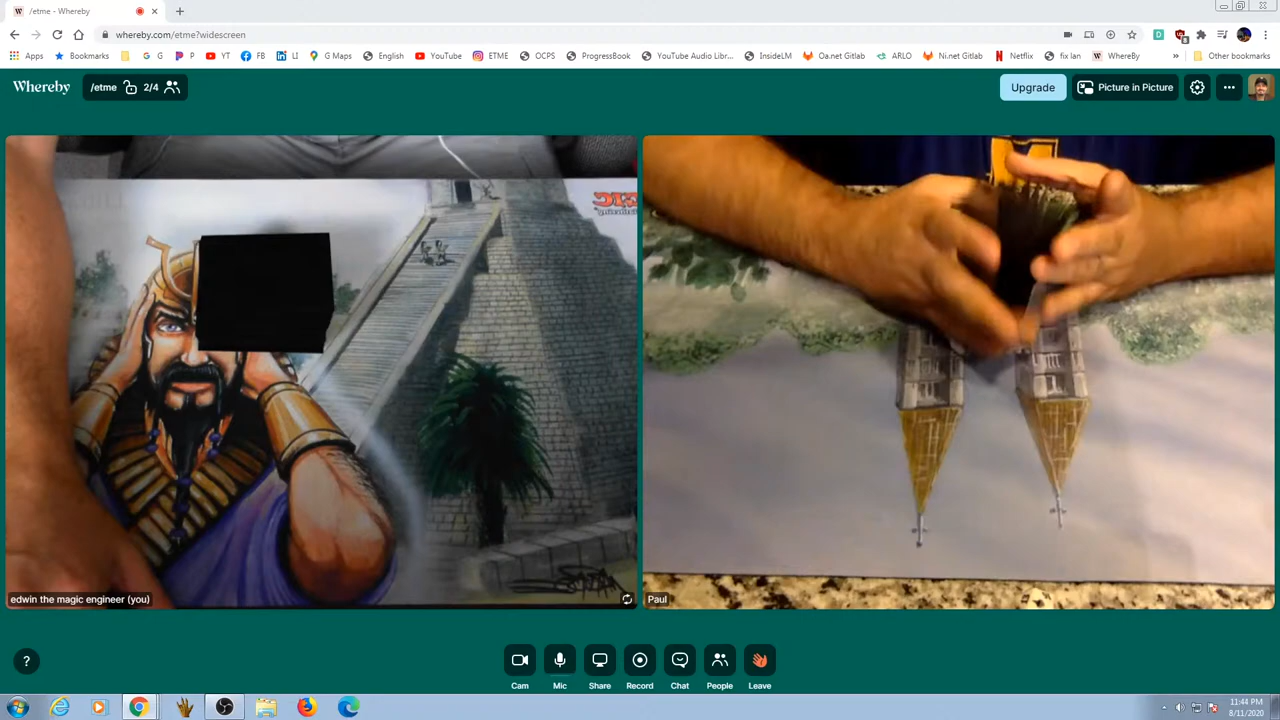 /etme - Whereby
whereby.com/etme?widescreen
Apps Bookmarks G P YT FB LI G Maps English YouTube ETME OCPS ProgressBook YouTube Audio Libr... InsideLM Oa.net Gitlab ARLO Ni.net Gitlab Netflix fix lan WhereBy » Other bookmarks
Whereby /etme 2/4 Upgrade Picture in Picture
edwin the magic engineer (you)
Paul
? Cam Mic Share Record Chat People Leave
11:44 PM
8/11/2020